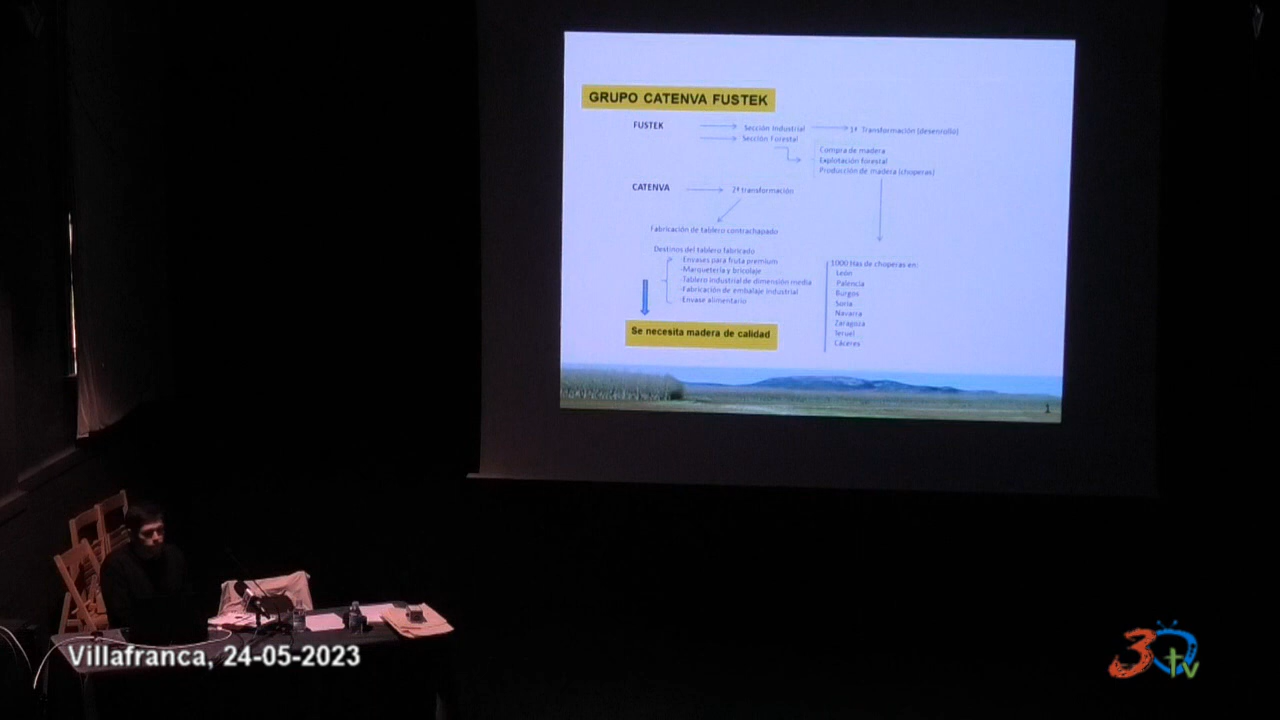 GRUPO CATENVA FUSTEK
FUSTEK
Sección Industrial
1ª Transformación (desenrollo)
Sección Forestal
Compra de madera
Explotación forestal
Producción de madera (choperas)
CATENVA
2ª transformación
Fabricación de tablero contrachapado
Destinos del tablero fabricado
-Envases para fruta premium
-Marquetería y bricolaje
-Tablero industrial de dimensión media
-Fabricación de embalaje industrial
-Envase alimentario
Se necesita madera de calidad
1000 Has de choperas en:
León
Palencia
Burgos
Soria
Navarra
Zaragoza
Teruel
Cáceres
1
Villafranca, 24-05-2023
3 tv